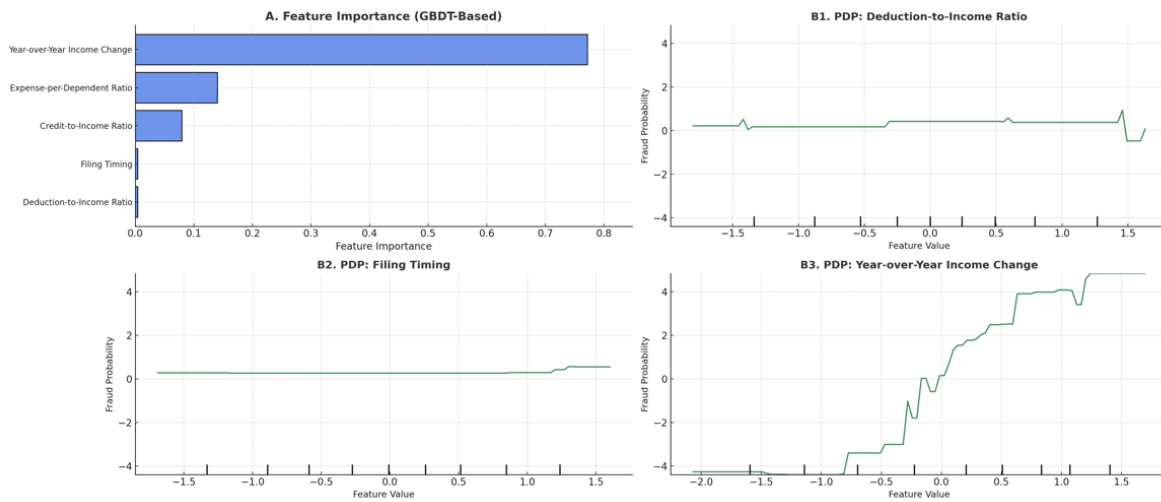 A. Feature Importance (GBDT-Based)
Year-over-Year Income Change
Expense-per-Dependent Ratio
Credit-to-Income Ratio
Filing Timing
Deduction-to-Income Ratio
0.0 0.1 0.2 0.3 0.4 0.5 0.6 0.7 0.8
Feature Importance
B1. PDP: Deduction-to-Income Ratio
Fraud Probability
4
2
0
−2
−4
−1.5 −1.0 −0.5 0.0 0.5 1.0 1.5
Feature Value
B2. PDP: Filing Timing
Fraud Probability
4
2
0
−2
−4
−1.5 −1.0 −0.5 0.0 0.5 1.0 1.5
Feature Value
B3. PDP: Year-over-Year Income Change
Fraud Probability
4
2
0
−2
−4
−2.0 −1.5 −1.0 −0.5 0.0 0.5 1.0 1.5
Feature Value